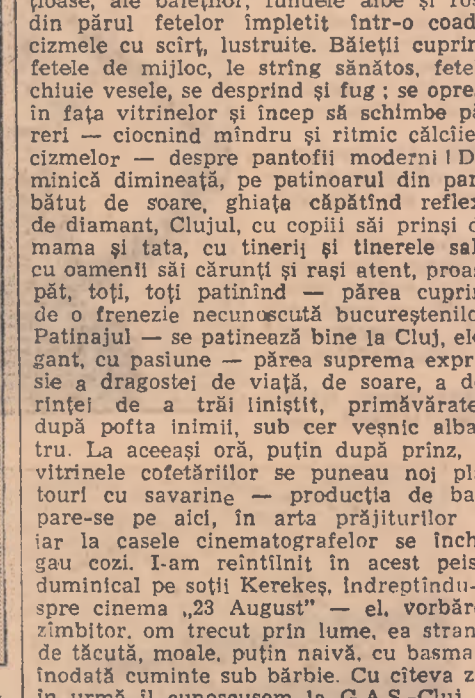 țioase, ale băieților, fundele albe și
din părul fetelor împletit într-o coad
cizmele cu scîrț, lustruite. Băieții cuprin
fetele de mijloc, le strîng sănătos, fete
chiuie vesele, se desprind și fug ; se opre
în fața vitrinelor și încep să schimbe pă
reri — ciocnind mîndru și ritmic călcîie
cizmelor — despre pantofii moderni ! D
minică dimineață, pe patinoarul din par
bătut de soare, ghiața căpătînd reflex
de diamant, Clujul, cu copiii săi prinși d
mama și tata, cu tinerii și tinerele sal
cu oamenii săi cărunți și rași atent, proas
păt, toți, toți patinînd — părea cuprin
de o frenezie necunoscută bucureștenilo
Patinajul — se patinează bine la Cluj, ele
gant, cu pasiune — părea suprema expre
sie a dragostei de viață, de soare, a d
rinței de a trăi liniștit, primăvărate
după pofta inimii, sub cer veșnic alba
tru. La aceeași oră, puțin după prînz,
vitrinele cofetăriilor se puneau noi pl
touri cu savarine — producția de ba
pare-se pe aici, în arta prăjiturilor
iar la casele cinematografelor se înch
gau cozi. I-am reîntîlnit în acest peis
duminical pe soții Kerekeș, îndreptîndu-
spre cinema „23 August” — el, vorbăr
zîmbitor, om trecut prin lume, ea stran
de tăcută, moale, puțin naivă, cu basma
înodată cuminte sub bărbie. Cu cîteva z
în urmă îl cunoscusem la G.A.S.-Cluj